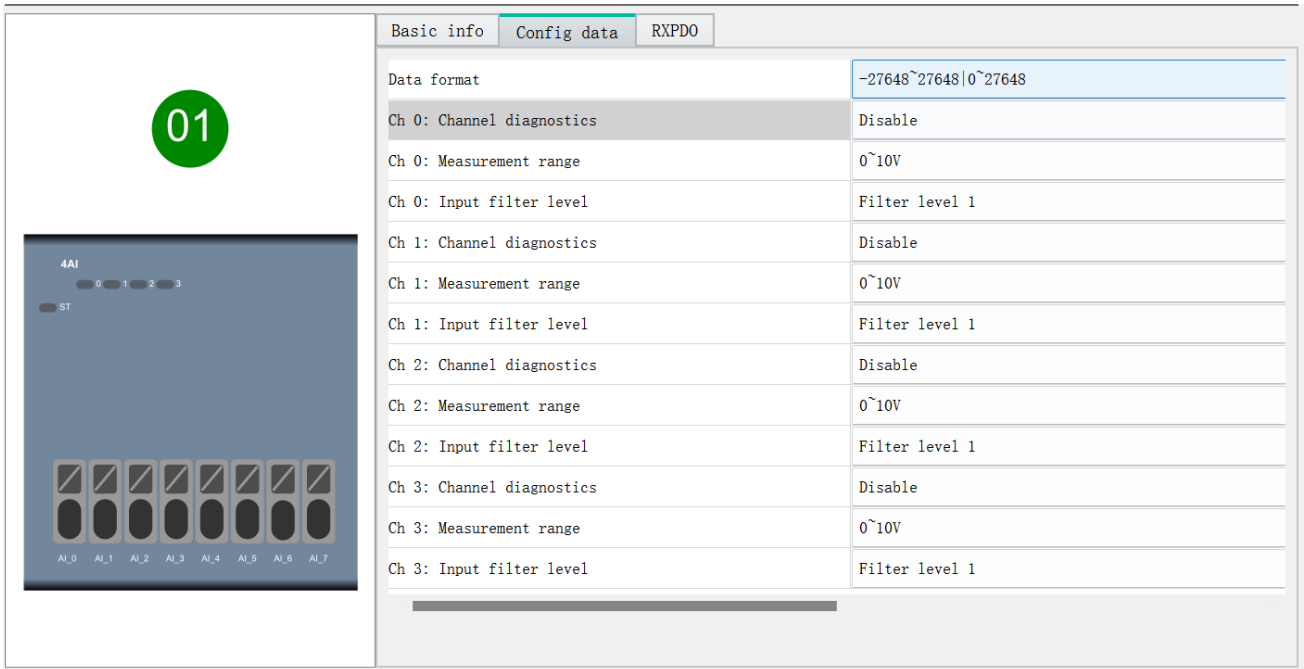 Basic info Config data RXPDO
01
Data format -27648~27648|0~27648
Ch 0: Channel diagnostics Disable
Ch 0: Measurement range 0~10V
Ch 0: Input filter level Filter level 1
Ch 1: Channel diagnostics Disable
Ch 1: Measurement range 0~10V
Ch 1: Input filter level Filter level 1
Ch 2: Channel diagnostics Disable
Ch 2: Measurement range 0~10V
Ch 2: Input filter level Filter level 1
Ch 3: Channel diagnostics Disable
Ch 3: Measurement range 0~10V
Ch 3: Input filter level Filter level 1
4AI
0 1 2 3
ST
AI_0 AI_1 AI_2 AI_3 AI_4 AI_5 AI_6 AI_7